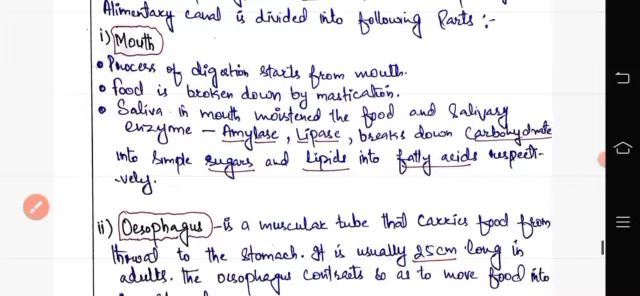 Alimentary canal is divided into following Parts :-
i) Mouth
• Process of digation starts from mouth.
• food is broken down by mastication.
• Saliva in mouth moistened the food and Salivary
enzyme - Amylase, Lipase, breaks down Carbohydrate
into simple sugars and Lipids into fatty acids respecti-
-vely.
ii) Oesophagus - is a muscular tube that carries food from
throat to the stomach. It is usually 25cm long in
adults. The oesophagus contracts so as to move food into